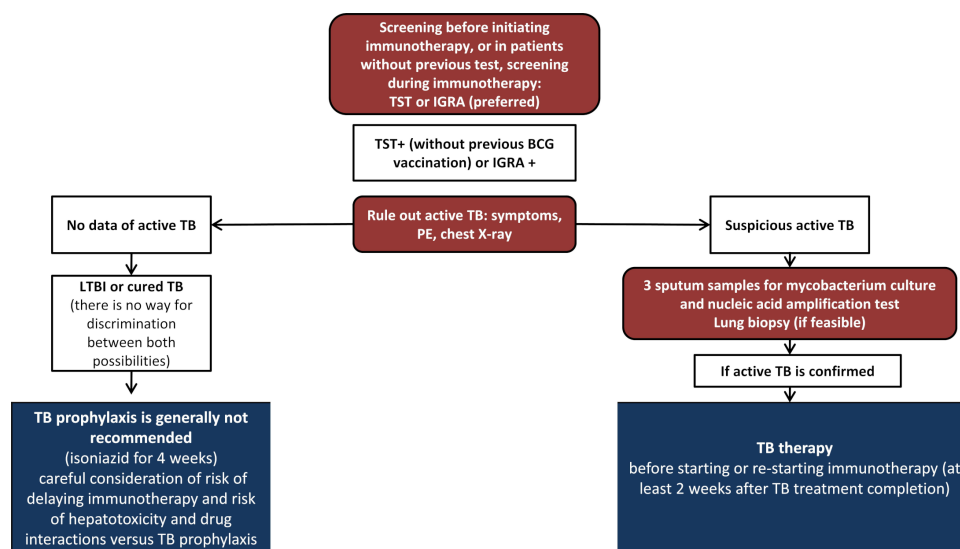 Screening before initiating
immunotherapy, or in patients
without previous test, screening
during immunotherapy:
TST or IGRA (preferred)
TST+ (without previous BCG
vaccination) or IGRA +
No data of active TB
Rule out active TB: symptoms,
PE, chest X-ray
Suspicious active TB
LTBI or cured TB
(there is no way for
discrimination
between both
possibilities)
3 sputum samples for mycobacterium culture
and nucleic acid amplification test
Lung biopsy (if feasible)
If active TB is confirmed
TB prophylaxis is generally not
recommended
(isoniazid for 4 weeks)
careful consideration of risk of
delaying immunotherapy and risk
of hepatotoxicity and drug
interactions versus TB prophylaxis
TB therapy
before starting or re-starting immunotherapy (at
least 2 weeks after TB treatment completion)